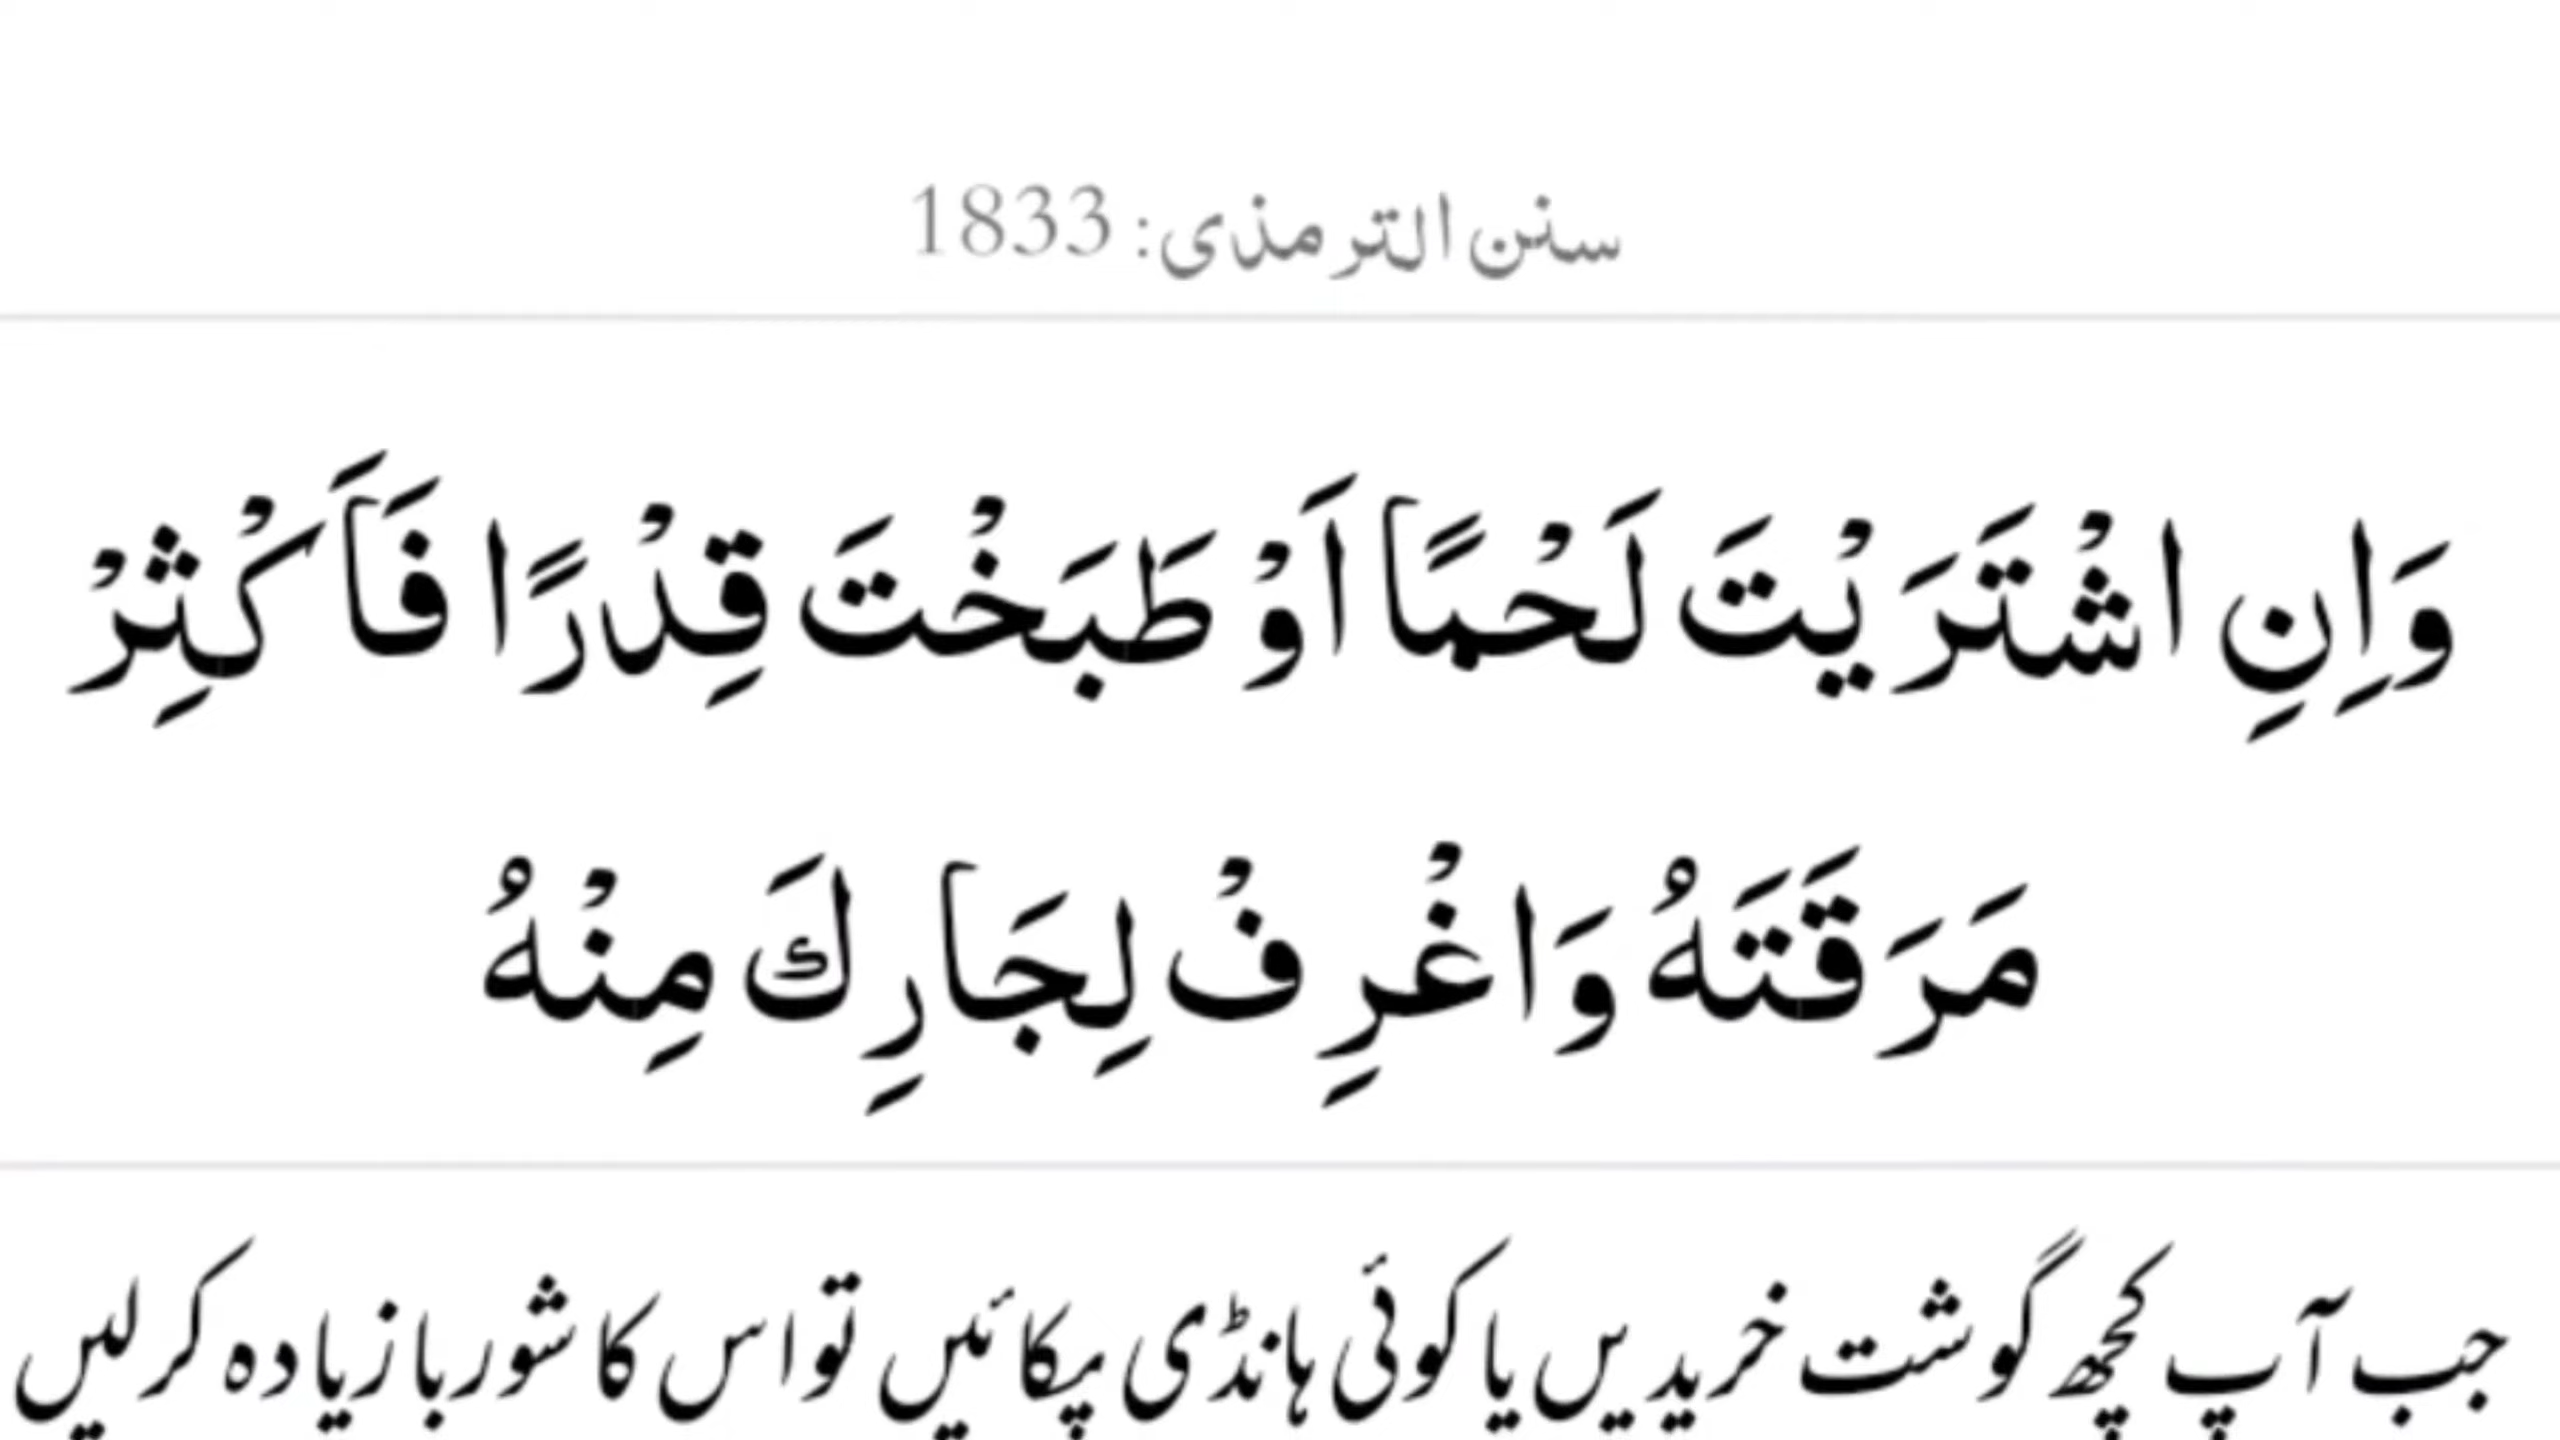 سنن الترمذی: 1833
وَاِنِ اشْتَرَيْتَ لَحْمًا اَوْ طَبَخْتَ قِدْرًا فَاَكْثِرْ
مَرَقَتَهُ وَاغْرِفْ لِجَارِكَ مِنْهُ
جب آپ کچھ گوشت خریدیں یا کوئی ہانڈی پکائیں تو اس کا شوربا زیادہ کر لیں